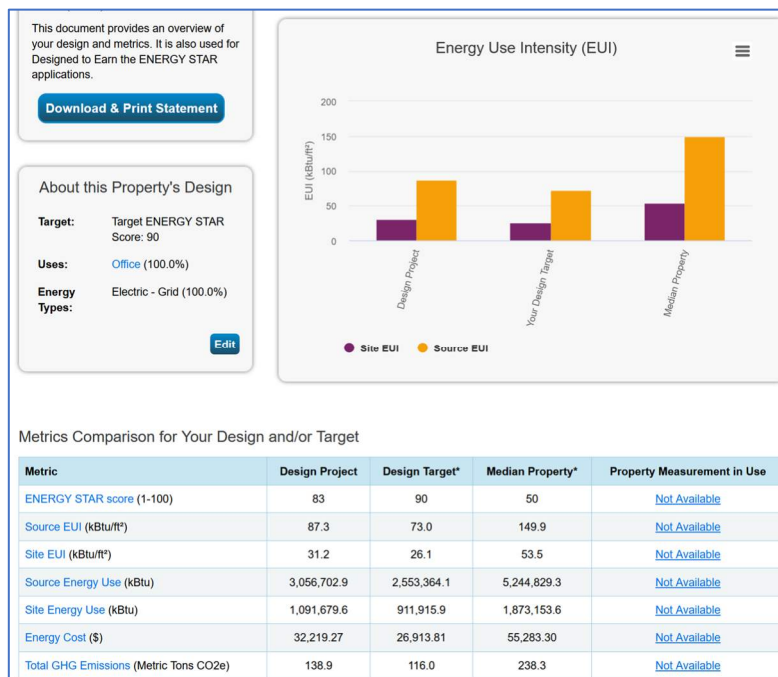 This document provides an overview of
your design and metrics. It is also used for
Designed to Earn the ENERGY STAR
applications.
Download & Print Statement
About this Property's Design
Target: Target ENERGY STAR
Score: 90
Uses: Office (100.0%)
Energy Electric - Grid (100.0%)
Types:
Edit
Energy Use Intensity (EUI)
EUI (kBtu/ft²)
200
150
100
50
0
Design Project
Your Design Target
Median Property
Site EUI Source EUI
Metrics Comparison for Your Design and/or Target
Metric Design Project Design Target* Median Property* Property Measurement in Use
ENERGY STAR score (1-100) 83 90 50 Not Available
Source EUI (kBtu/ft²) 87.3 73.0 149.9 Not Available
Site EUI (kBtu/ft²) 31.2 26.1 53.5 Not Available
Source Energy Use (kBtu) 3,056,702.9 2,553,364.1 5,244,829.3 Not Available
Site Energy Use (kBtu) 1,091,679.6 911,915.9 1,873,153.6 Not Available
Energy Cost ($) 32,219.27 26,913.81 55,283.30 Not Available
Total GHG Emissions (Metric Tons CO2e) 138.9 116.0 238.3 Not Available